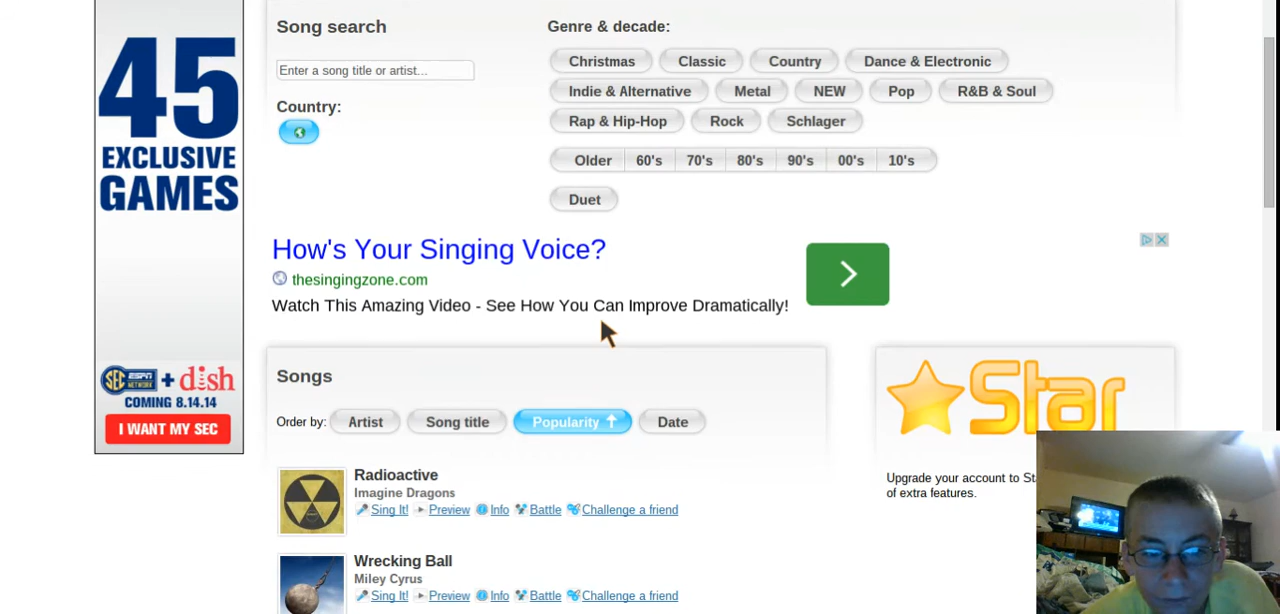 45
EXCLUSIVE
GAMES
SEC ESPN NETWORK + dish
COMING 8.14.14
I WANT MY SEC
Song search
Enter a song title or artist...
Country:
Genre & decade:
Christmas Classic Country Dance & Electronic
Indie & Alternative Metal NEW Pop R&B & Soul
Rap & Hip-Hop Rock Schlager
Older 60's 70's 80's 90's 00's 10's
Duet
How's Your Singing Voice?
thesingingzone.com
Watch This Amazing Video - See How You Can Improve Dramatically!
Songs
Order by: Artist Song title Popularity ↑ Date
Radioactive
Imagine Dragons
Sing It! Preview Info Battle Challenge a friend
Wrecking Ball
Miley Cyrus
Sing It! Preview Info Battle Challenge a friend
Star
Upgrade your account to St
of extra features.